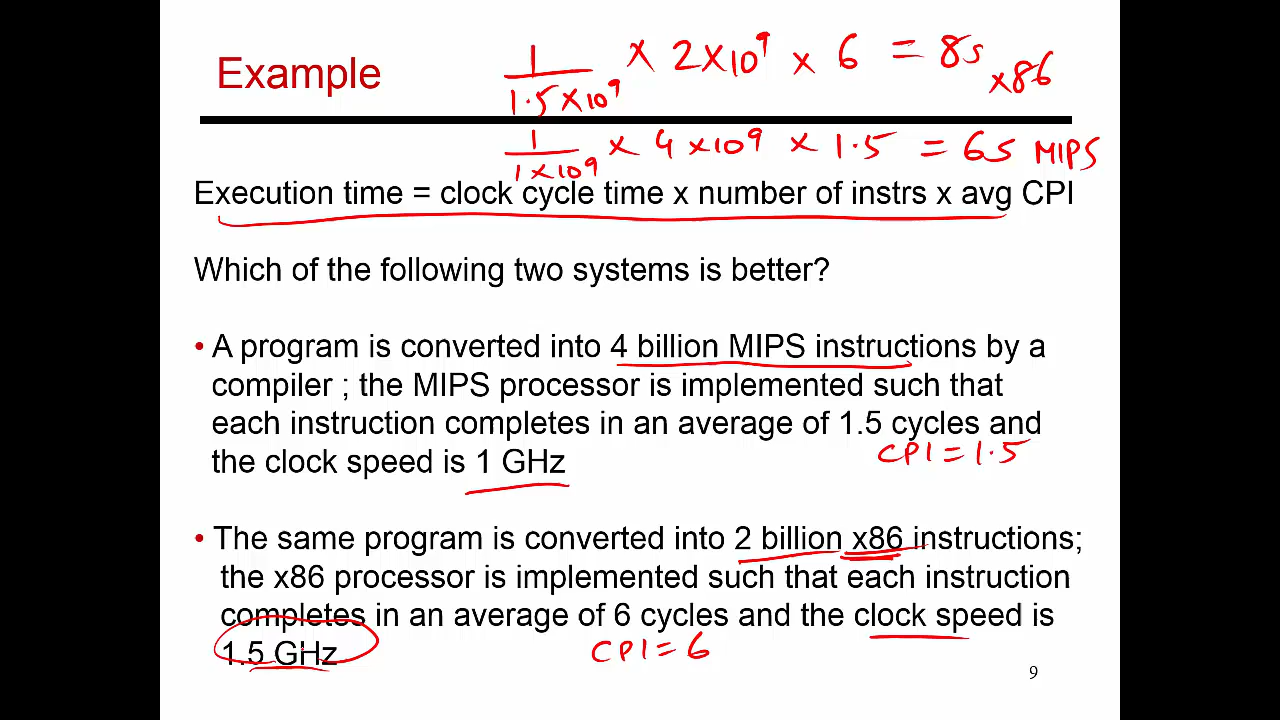 Example
1 / 1.5 × 10⁹ × 2×10⁹ × 6 = 8s x86
1 / 1×10⁹ × 4 ×10⁹ × 1.5 = 6s MIPS
Execution time = clock cycle time x number of instrs x avg CPI
Which of the following two systems is better?
• A program is converted into 4 billion MIPS instructions by a
compiler ; the MIPS processor is implemented such that
each instruction completes in an average of 1.5 cycles and
CPI = 1.5
the clock speed is 1 GHz
• The same program is converted into 2 billion x86 instructions;
the x86 processor is implemented such that each instruction
completes in an average of 6 cycles and the clock speed is
1.5 GHz
CPI = 6
9